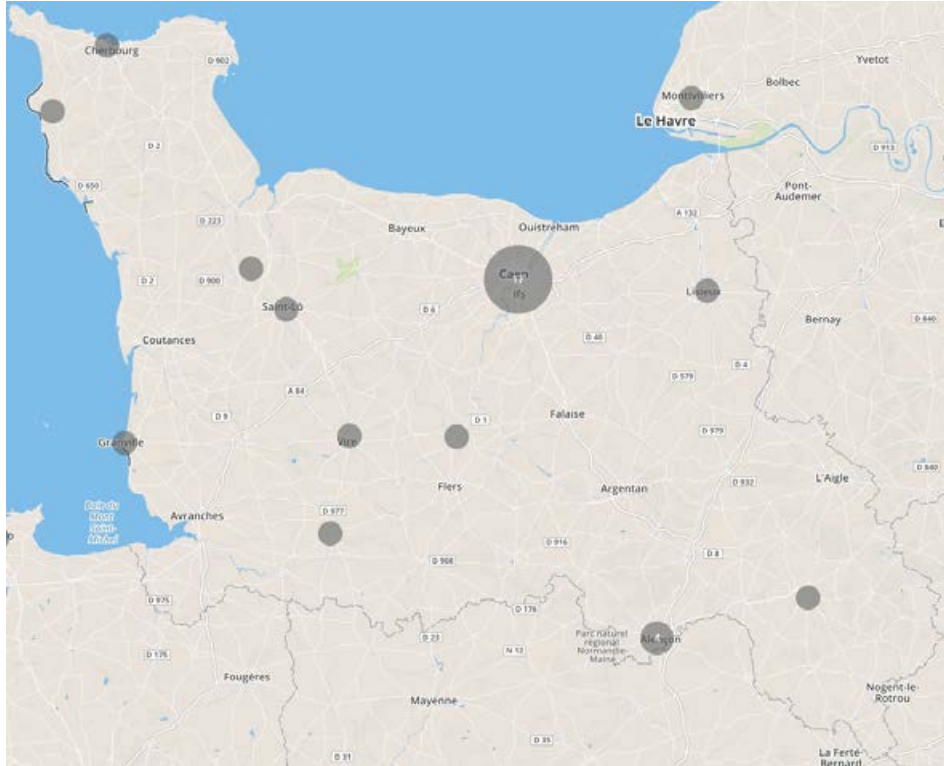 Cherbourg
D 902
Yvetot
Bolbec
Montivilliers
Le Havre
D 2
D 913
D 650
Pont-
Audemer
D 223
A 132
Bayeux
Ouistreham
D 2
D 900
Caen
Ifs
Lisieux
Saint-Lô
D 6
Bernay
D 840
D 40
Coutances
D 4
D 579
A 84
D 9
D 1
Falaise
D 979
Granville
Vire
D 840
L'Aigle
Flers
Argentan
D 932
Baie du
Mont
Saint-
Michel
Avranches
D 977
D 916
D 8
D 908
D 975
D 176
Parc naturel
régional
Normandie-
Maine
Alençon
D 23
N 12
D 175
Fougères
Mayenne
Nogent-le-
Rotrou
D 35
D 31
La Ferté-
Bernard